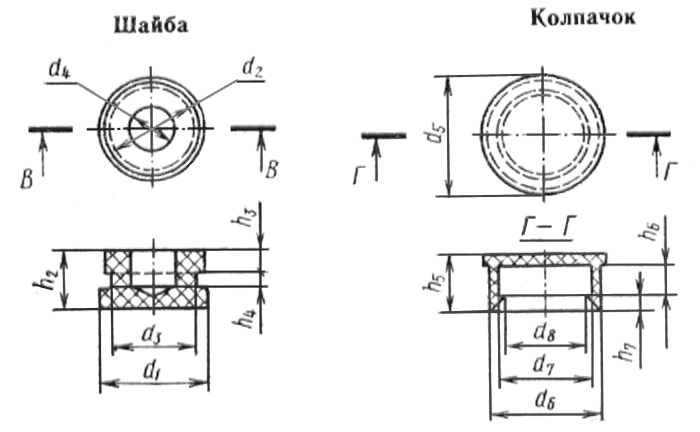 Шайба
Колпачок
d4
d2
В
В
d5
Г
Г
Г - Г
h3
h2
h4
d3
d1
h6
h5
h7
d8
d7
d6